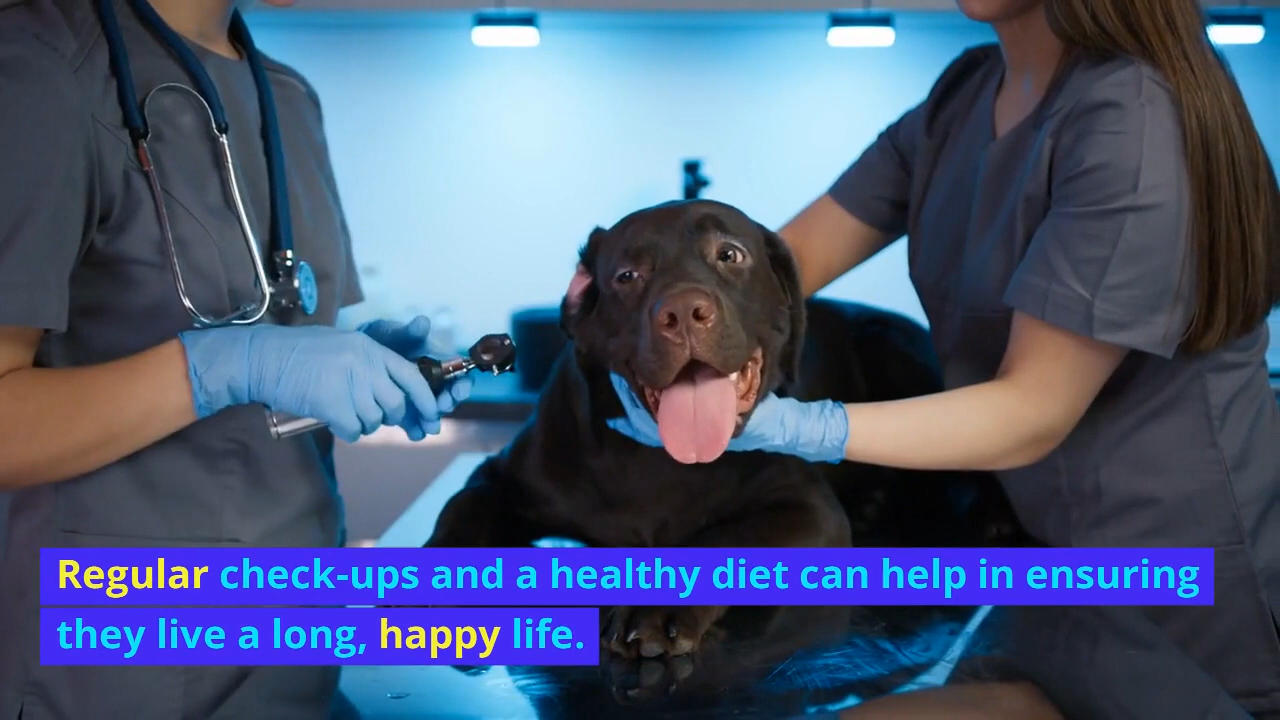 Regular check-ups and a healthy diet can help in ensuring
they live a long, happy life.